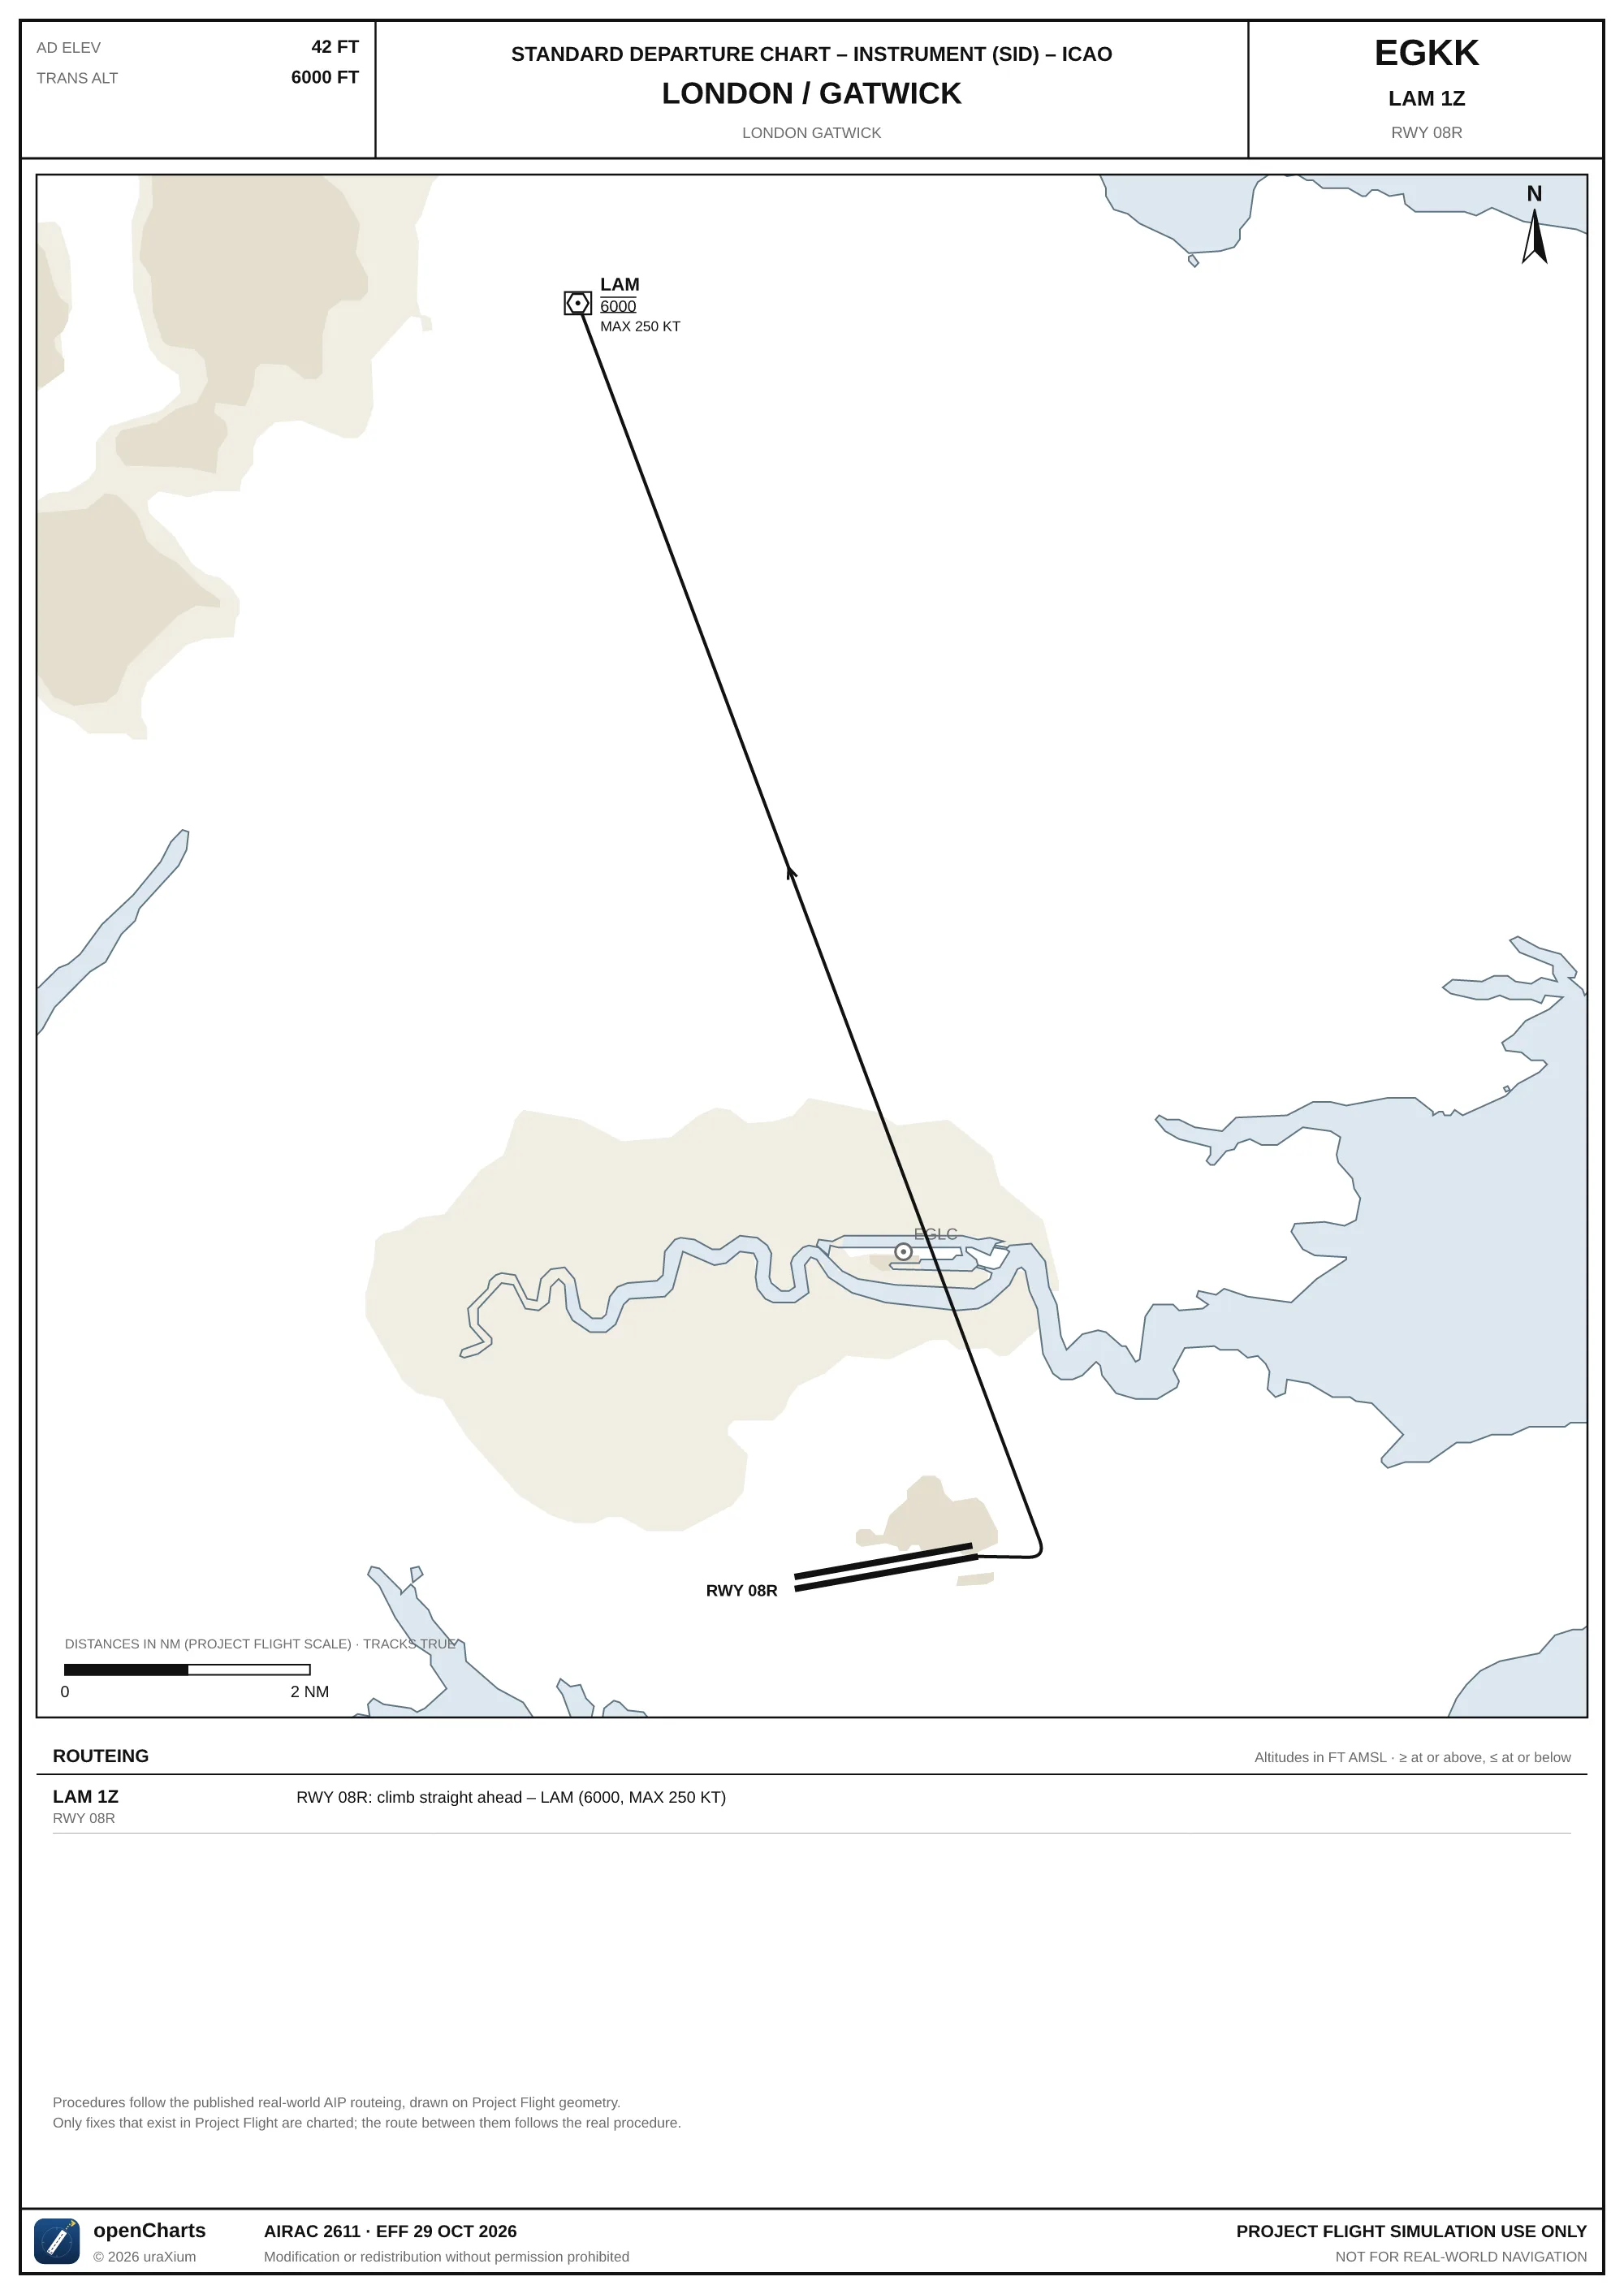 AD ELEV 42 FT
TRANS ALT 6000 FT
STANDARD DEPARTURE CHART – INSTRUMENT (SID) – ICAO
LONDON / GATWICK
LONDON GATWICK
EGKK
LAM 1Z
RWY 08R
N
LAM
6000
MAX 250 KT
EGLC
RWY 08R
DISTANCES IN NM (PROJECT FLIGHT SCALE) · TRACKS TRUE
0 2 NM
ROUTEING
Altitudes in FT AMSL · ≥ at or above, ≤ at or below
LAM 1Z
RWY 08R: climb straight ahead – LAM (6000, MAX 250 KT)
RWY 08R
Procedures follow the published real-world AIP routeing, drawn on Project Flight geometry.
Only fixes that exist in Project Flight are charted; the route between them follows the real procedure.
openCharts
© 2026 uraXium
AIRAC 2611 · EFF 29 OCT 2026
Modification or redistribution without permission prohibited
PROJECT FLIGHT SIMULATION USE ONLY
NOT FOR REAL-WORLD NAVIGATION